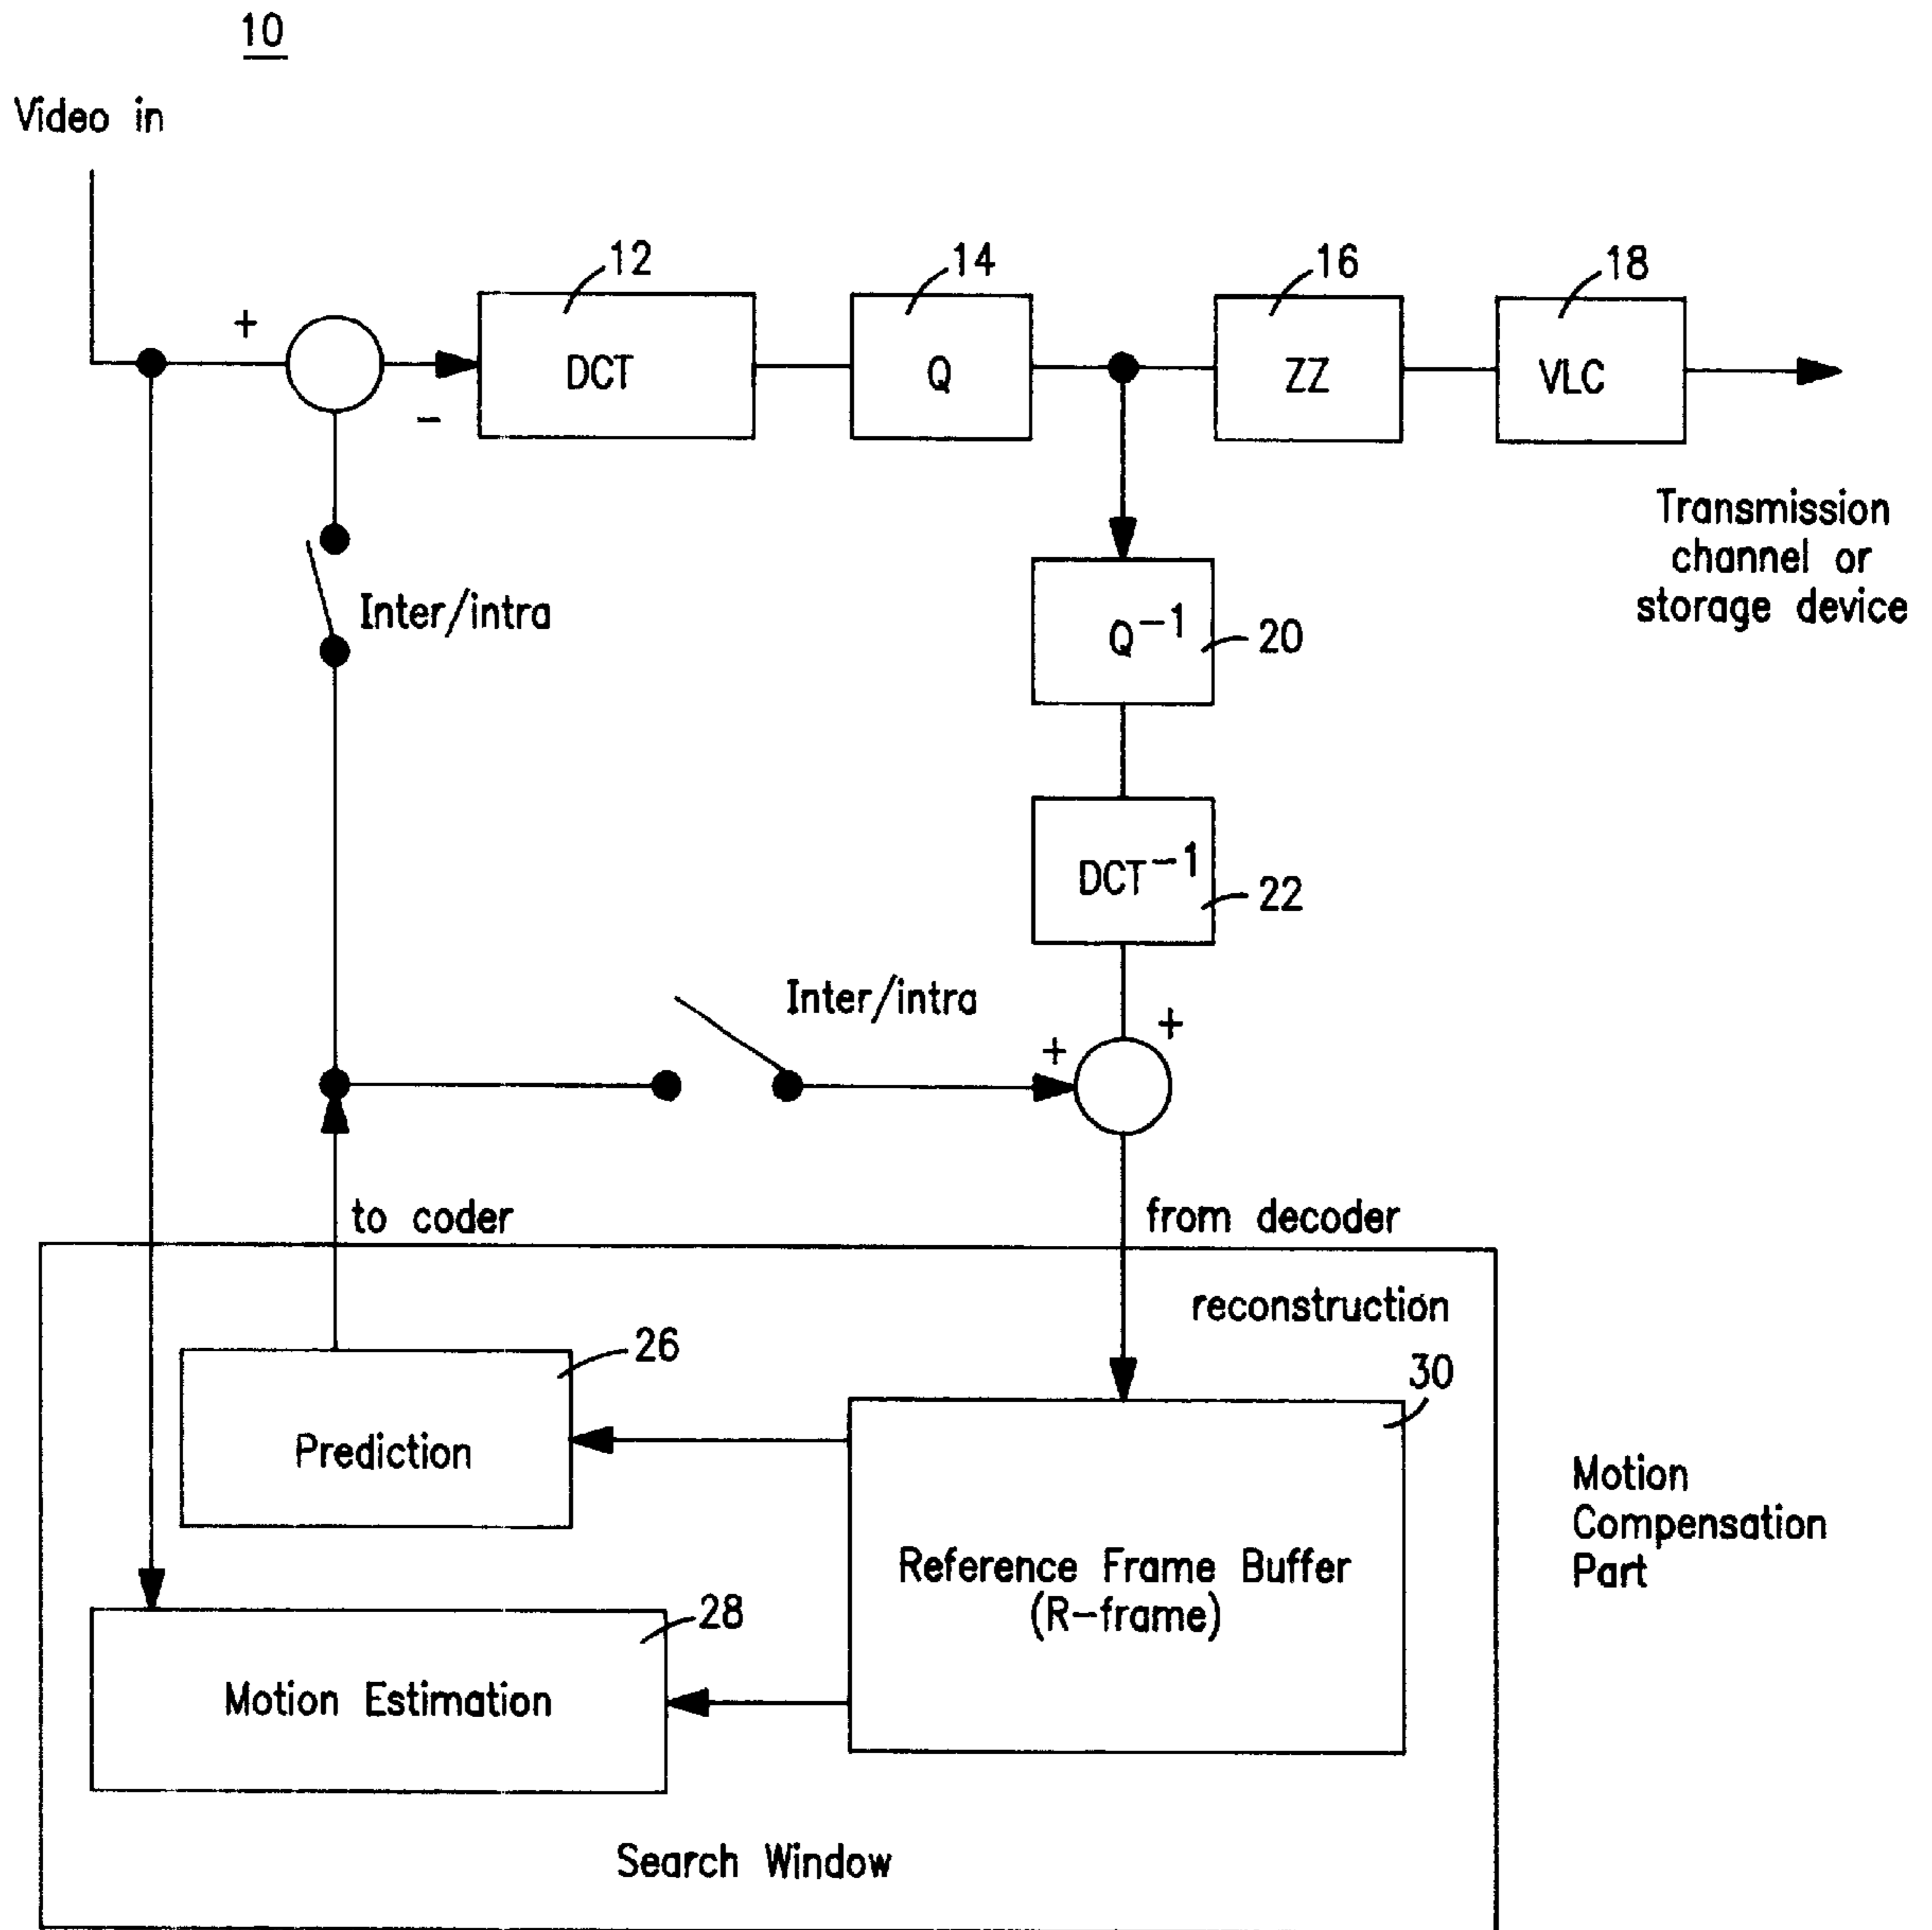 10
Video in
12
14
16
18
+
DCT
Q
ZZ
VLC
-
Transmission
channel or
storage device
Inter/intra
Q-1
20
DCT-1
22
Inter/intra
+
+
to coder
from decoder
reconstruction
26
30
Prediction
Motion
Compensation
Part
Reference Frame Buffer
(R-frame)
28
Motion Estimation
Search Window